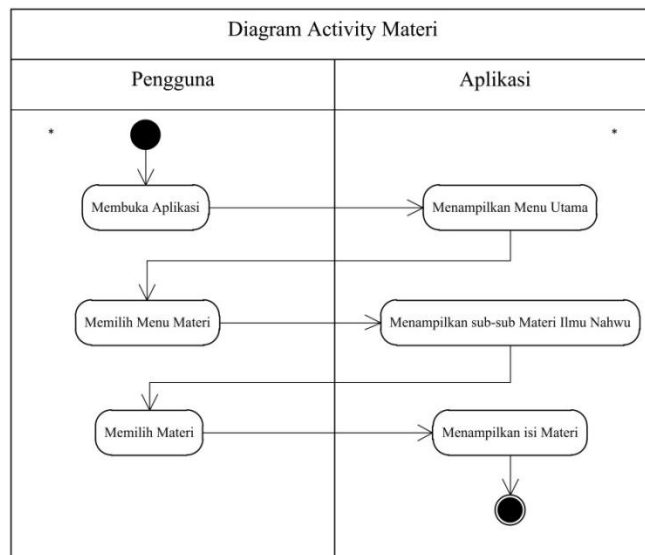 Diagram Activity Materi
Pengguna
Aplikasi
*
*
Membuka Aplikasi
Menampilkan Menu Utama
Memilih Menu Materi
Menampilkan sub-sub Materi Ilmu Nahwu
Memilih Materi
Menampilkan isi Materi